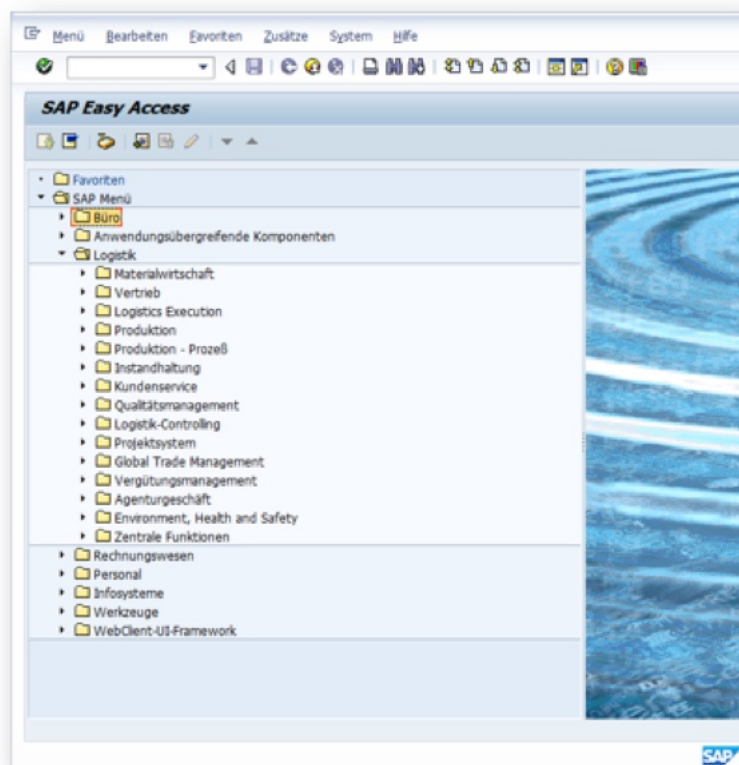 Menü Bearbeiten Favoriten Zusätze System Hilfe
SAP Easy Access
Favoriten
SAP Menü
Büro
Anwendungsübergreifende Komponenten
Logistik
Materialwirtschaft
Vertrieb
Logistics Execution
Produktion
Produktion - Prozeß
Instandhaltung
Kundenservice
Qualitätsmanagement
Logistik-Controlling
Projektsystem
Global Trade Management
Vergütungsmanagement
Agenturgeschäft
Environment, Health and Safety
Zentrale Funktionen
Rechnungswesen
Personal
Infosysteme
Werkzeuge
WebClient-UI-Framework
SAP